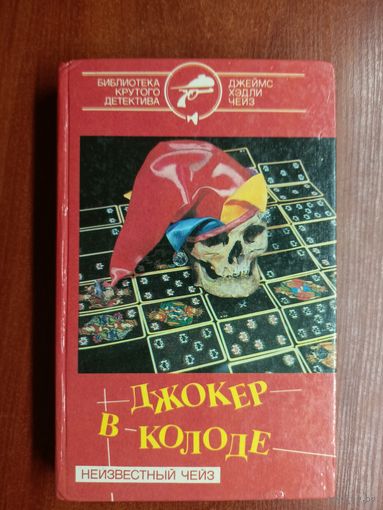 БИБЛИОТЕКА
КРУТОГО
ДЕТЕКТИВА
ДЖЕЙМС
ХЭДЛИ
ЧЕЙЗ
ДЖОКЕР
В КОЛОДЕ
НЕИЗВЕСТНЫЙ ЧЕЙЗ